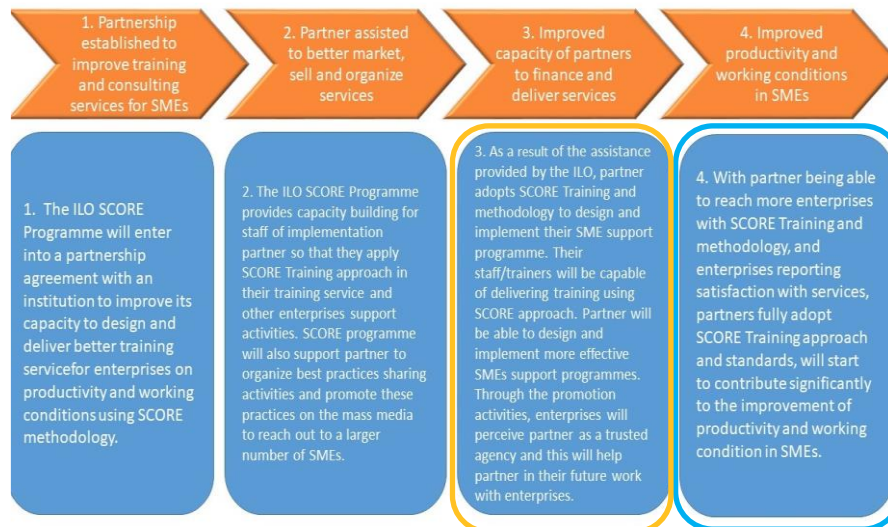 1. Partnership
established to
improve training
and consulting
services for SMEs
2. Partner assisted
to better market,
sell and organize
services
3. Improved
capacity of partners
to finance and
deliver services
4. Improved
productivity and
working conditions
in SMEs
1. The ILO SCORE
Programme will enter
into a partnership
agreement with an
institution to improve its
capacity to design and
deliver better training
servicefor enterprises on
productivity and working
conditions using SCORE
methodology.
2. The ILO SCORE Programme
provides capacity building for
staff of implementation
partner so that they apply
SCORE Training approach in
their training service and
other enterprises support
activities. SCORE programme
will also support partner to
organize best practices sharing
activities and promote these
practices on the mass media
to reach out to a larger
number of SMEs.
3. As a result of the assistance
provided by the ILO, partner
adopts SCORE Training and
methodology to design and
implement their SME support
programme. Their
staff/trainers will be capable
of delivering training using
SCORE approach. Partner will
be able to design and
implement more effective
SMEs support programmes.
Through the promotion
activities, enterprises will
perceive partner as a trusted
agency and this will help
partner in their future work
with enterprises.
4. With partner being able
to reach more enterprises
with SCORE Training and
methodology, and
enterprises reporting
satisfaction with services,
partners fully adopt
SCORE Training approach
and standards, will start
to contribute significantly
to the improvement of
productivity and working
condition in SMEs.